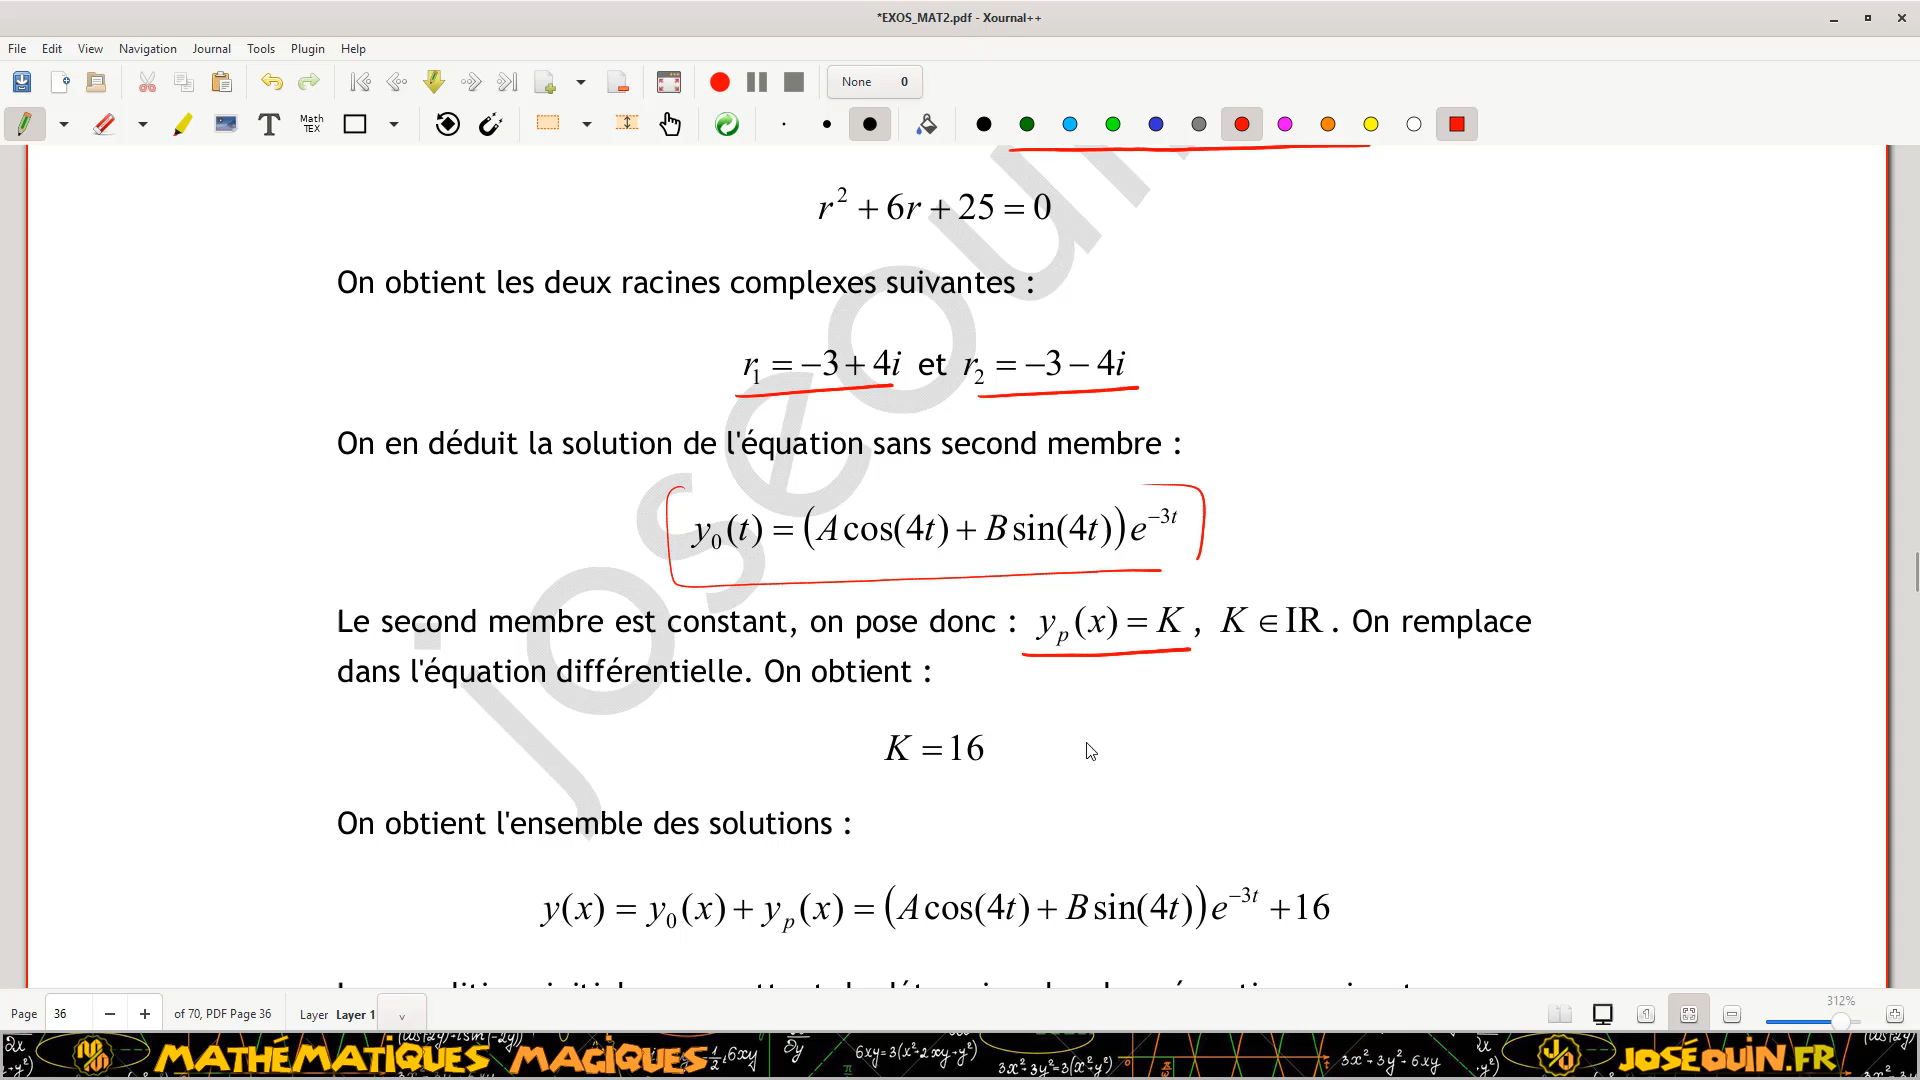 *EXOS_MAT2.pdf - Xournal++
File Edit View Navigation Journal Tools Plugin Help
None 0
Math TEX
r² + 6r + 25 = 0
On obtient les deux racines complexes suivantes :
r₁ = −3 + 4i et r₂ = −3 − 4i
On en déduit la solution de l'équation sans second membre :
y₀(t) = (A cos(4t) + B sin(4t)) e⁻³ᵗ
Le second membre est constant, on pose donc : yₚ(x) = K , K ∈ IR . On remplace
dans l'équation différentielle. On obtient :
K = 16
On obtient l'ensemble des solutions :
y(x) = y₀(x) + yₚ(x) = (A cos(4t) + B sin(4t)) e⁻³ᵗ + 16
Page 36 of 70, PDF Page 36 Layer Layer 1 312%
MATHÉMATIQUES MAGIQUES JOSÉOUIN.FR